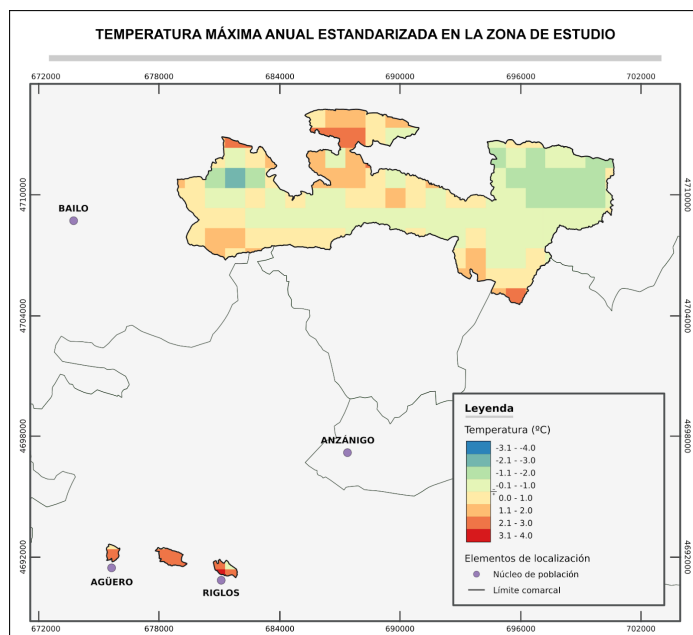 TEMPERATURA MÁXIMA ANUAL ESTANDARIZADA EN LA ZONA DE ESTUDIO
672000 678000 684000 690000 696000 702000
4710000 4710000
BAILO
4704000 4704000
Leyenda
Temperatura (ºC)
-3.1 - -4.0
-2.1 - -3.0
-1.1 - -2.0
-0.1 - -1.0
0.0 - 1.0
1.1 - 2.0
2.1 - 3.0
3.1 - 4.0
4698000 4698000
ANZÁNIGO
Elementos de localización
Núcleo de población
Límite comarcal
4692000 4692000
AGÜERO
RIGLOS
672000 678000 684000 690000 696000 702000